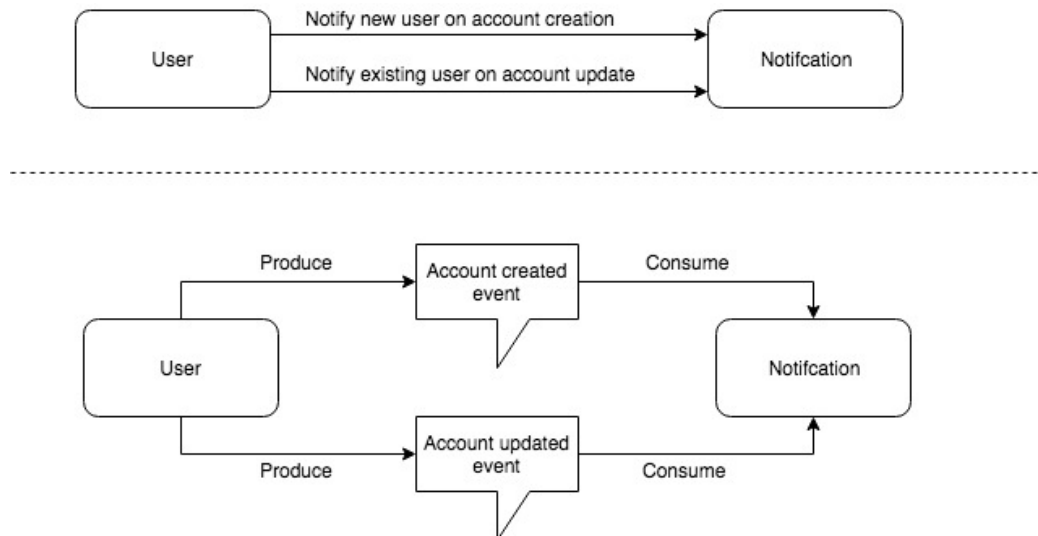 Notify new user on account creation
User
Notifcation
Notify existing user on account update
Produce
Account created
event
Consume
User
Notifcation
Produce
Account updated
event
Consume